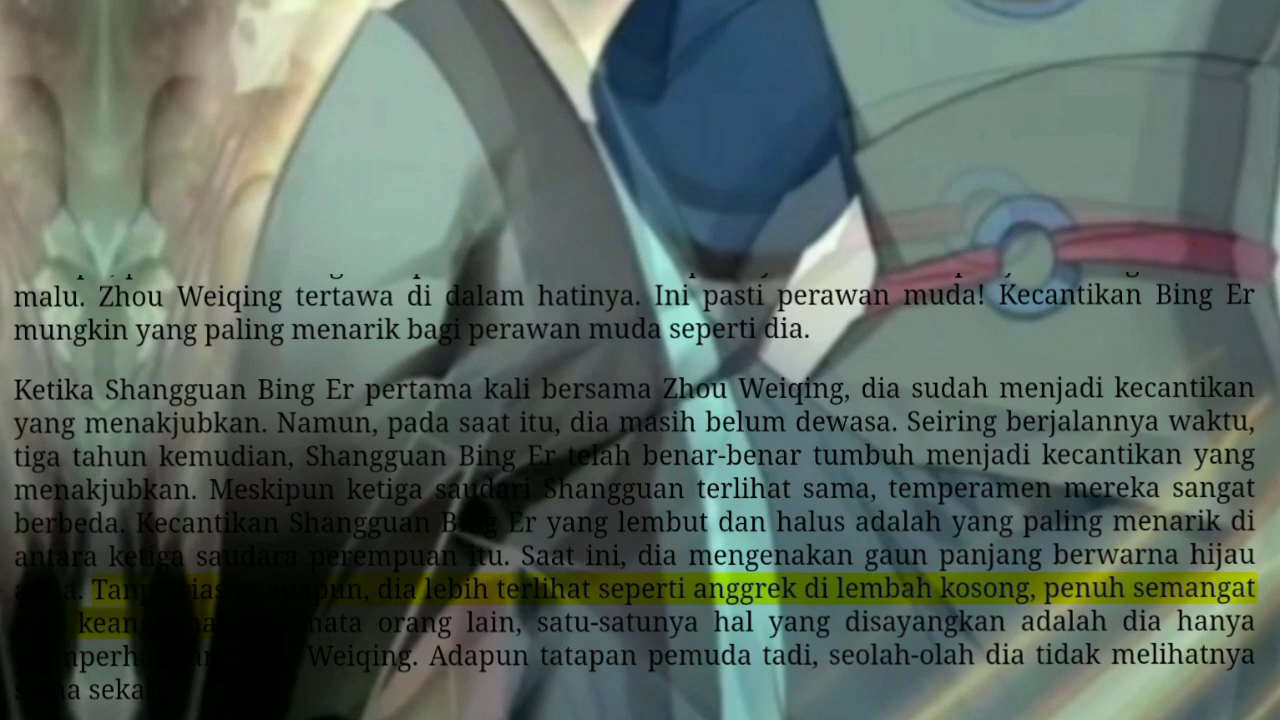 malu. Zhou Weiqing tertawa di dalam hatinya. Ini pasti perawan muda! Kecantikan Bing Er
mungkin yang paling menarik bagi perawan muda seperti dia.
Ketika Shangguan Bing Er pertama kali bersama Zhou Weiqing, dia sudah menjadi kecantikan
yang menakjubkan. Namun, pada saat itu, dia masih belum dewasa. Seiring berjalannya waktu,
tiga tahun kemudian, Shangguan Bing Er telah benar-benar tumbuh menjadi kecantikan yang
menakjubkan. Meskipun ketiga saudari Shangguan terlihat sama, temperamen mereka sangat
berbeda. Kecantikan Shangguan Bing Er yang lembut dan halus adalah yang paling menarik di
antara ketiga saudara perempuan itu. Saat ini, dia mengenakan gaun panjang berwarna hijau
dia lebih terlihat seperti anggrek di lembah kosong, penuh semangat
mata orang lain, satu-satunya hal yang disayangkan adalah dia hanya
Weiqing. Adapun tatapan pemuda tadi, seolah-olah dia tidak melihatnya